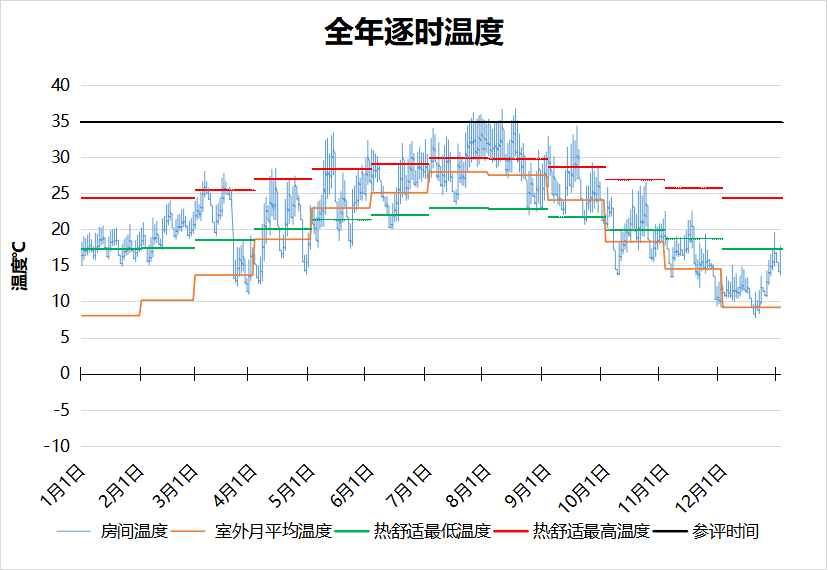 全年逐时温度
温度℃
40
35
30
25
20
15
10
5
0
-5
-10
1月1日
2月1日
3月1日
4月1日
5月1日
6月1日
7月1日
8月1日
9月1日
10月1日
11月1日
12月1日
房间温度 室外月平均温度 热舒适最低温度 热舒适最高温度 参评时间